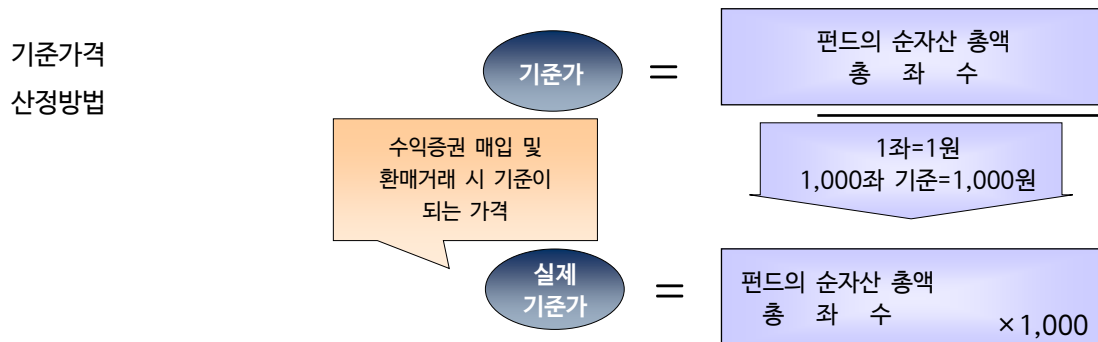 기준가격
산정방법
기준가
=
펀드의 순자산 총액
총 좌 수
수익증권 매입 및
환매거래 시 기준이
되는 가격
1좌=1원
1,000좌 기준=1,000원
실제
기준가
=
펀드의 순자산 총액
총 좌 수
×1,000